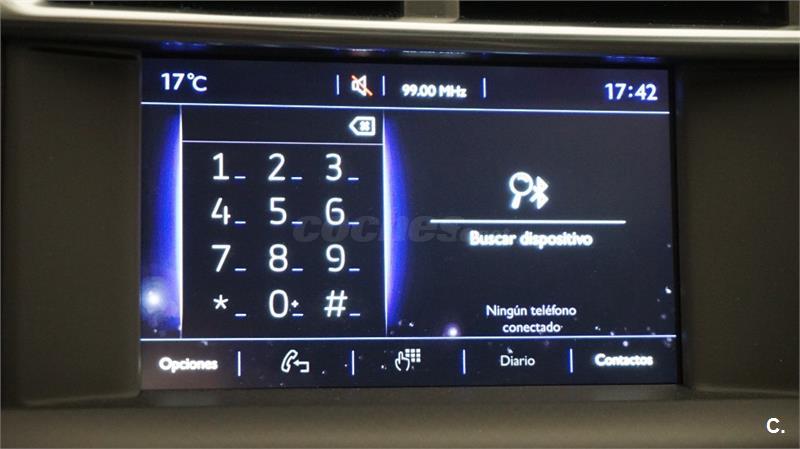 17°C
99.00 MHz
17:42
1 2 3
4 5 6
7 8 9
* 0+ #
coches
Buscar dispositivo
Ningún teléfono
conectado
Opciones
Diario
Contactos
C.